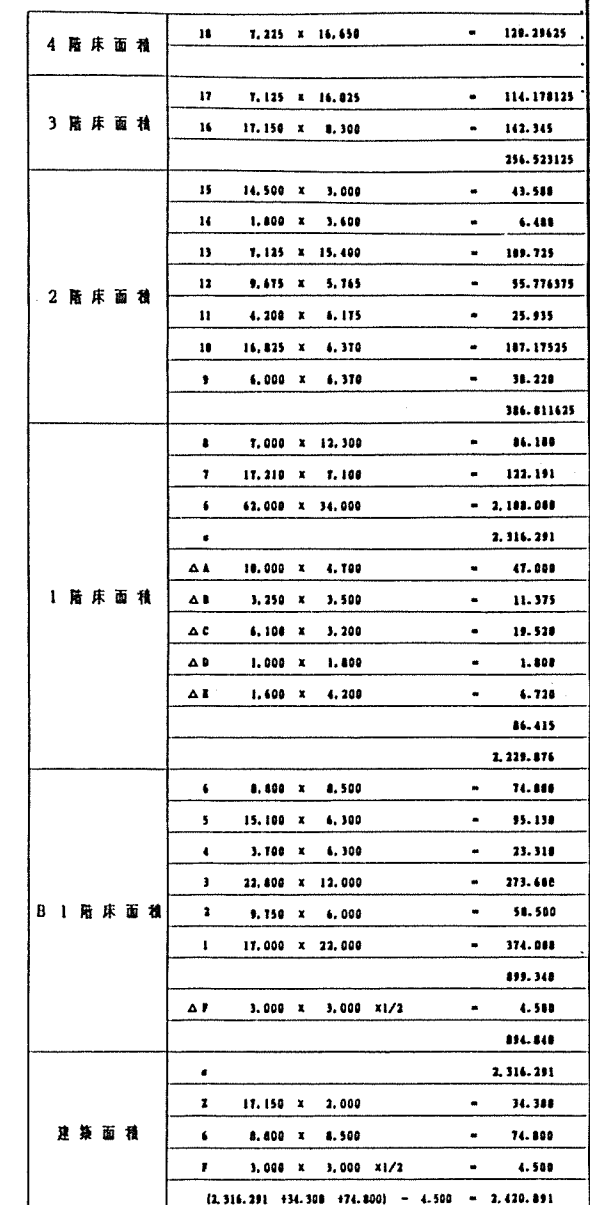 4階床面積
18 7.225 x 16.650 = 120.29625
3階床面積
17 7.125 x 16.025 = 114.178125
16 17.150 x 8.300 = 142.345
256.523125
2階床面積
15 14.500 x 3.000 = 43.500
14 1.800 x 3.600 = 6.480
13 7.125 x 15.400 = 109.725
12 9.675 x 5.765 = 55.776375
11 4.200 x 6.175 = 25.935
10 16.825 x 6.370 = 107.17525
9 6.000 x 6.370 = 38.220
386.811625
1階床面積
8 7.000 x 12.300 = 86.100
7 17.210 x 7.100 = 122.191
6 62.000 x 34.000 = 2,108.000
2,316.291
△A 10.000 x 4.700 = 47.000
△B 3.250 x 3.500 = 11.375
△C 6.100 x 3.200 = 19.520
△D 1.000 x 1.800 = 1.800
△E 1.600 x 4.200 = 6.720
86.415
2,229.876
B1階床面積
6 8.800 x 8.500 = 74.800
5 15.100 x 6.300 = 95.130
4 3.700 x 6.300 = 23.310
3 22.800 x 12.000 = 273.600
2 9.750 x 6.000 = 58.500
1 17.000 x 22.000 = 374.000
899.340
△F 3.000 x 3.000 x1/2 = 4.500
894.840
建築面積
2,316.291
Z 17.150 x 2.000 = 34.300
6 8.800 x 8.500 = 74.800
F 3.000 x 3.000 x1/2 = 4.500
(2,316.291 +34.300 +74.800) - 4.500 = 2,420.891